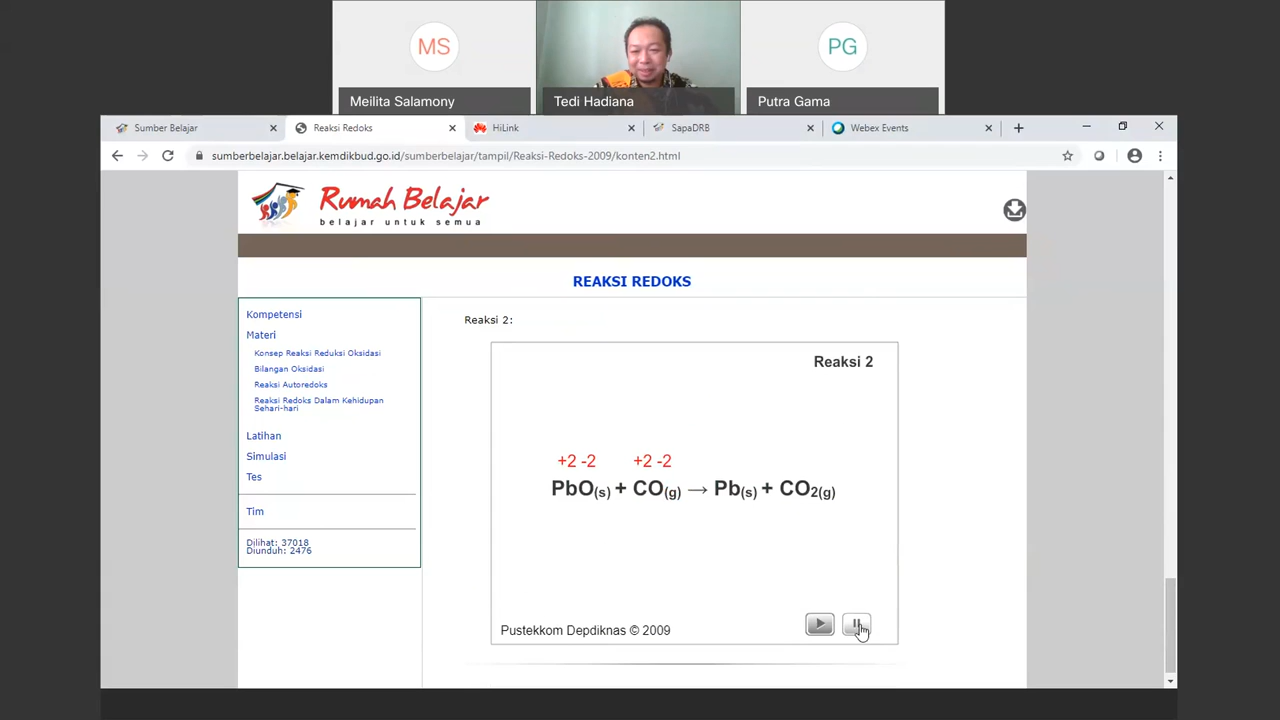 MS
PG
Meilita Salamony
Tedi Hadiana
Putra Gama
Sumber Belajar
Reaksi Redoks
HiLink
SapaDRB
Webex Events
sumberbelajar.belajar.kemdikbud.go.id/sumberbelajar/tampil/Reaksi-Redoks-2009/konten2.html
Rumah Belajar
belajar untuk semua
REAKSI REDOKS
Kompetensi
Materi
Konsep Reaksi Reduksi Oksidasi
Bilangan Oksidasi
Reaksi Autoredoks
Reaksi Redoks Dalam Kehidupan
Sehari-hari
Latihan
Simulasi
Tes
Tim
Dilihat: 37018
Diunduh: 2476
Reaksi 2:
Reaksi 2
+2 -2 +2 -2
PbO(s) + CO(g) → Pb(s) + CO2(g)
Pustekkom Depdiknas © 2009